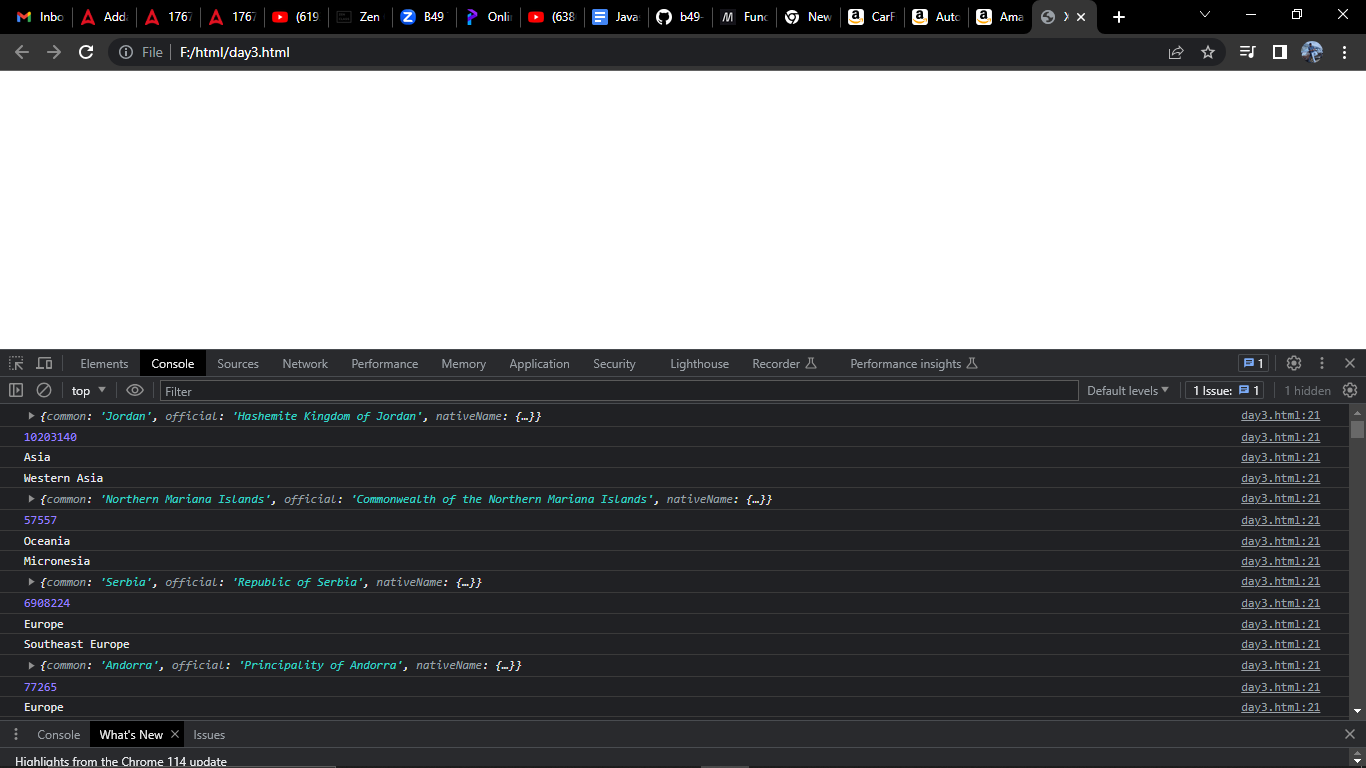 Inbo Add 1767 1767 (619 Zen B49 Onli (638 Java b49- Func New CarF Auto Ama
File F:/html/day3.html
Elements Console Sources Network Performance Memory Application Security Lighthouse Recorder Performance insights 1
top Filter Default levels 1 Issue: 1 1 hidden
{common: 'Jordan', official: 'Hashemite Kingdom of Jordan', nativeName: {…}} day3.html:21
10203140 day3.html:21
Asia day3.html:21
Western Asia day3.html:21
{common: 'Northern Mariana Islands', official: 'Commonwealth of the Northern Mariana Islands', nativeName: {…}} day3.html:21
57557 day3.html:21
Oceania day3.html:21
Micronesia day3.html:21
{common: 'Serbia', official: 'Republic of Serbia', nativeName: {…}} day3.html:21
6908224 day3.html:21
Europe day3.html:21
Southeast Europe day3.html:21
{common: 'Andorra', official: 'Principality of Andorra', nativeName: {…}} day3.html:21
77265 day3.html:21
Europe day3.html:21
Console What's New Issues
Highlights from the Chrome 114 update